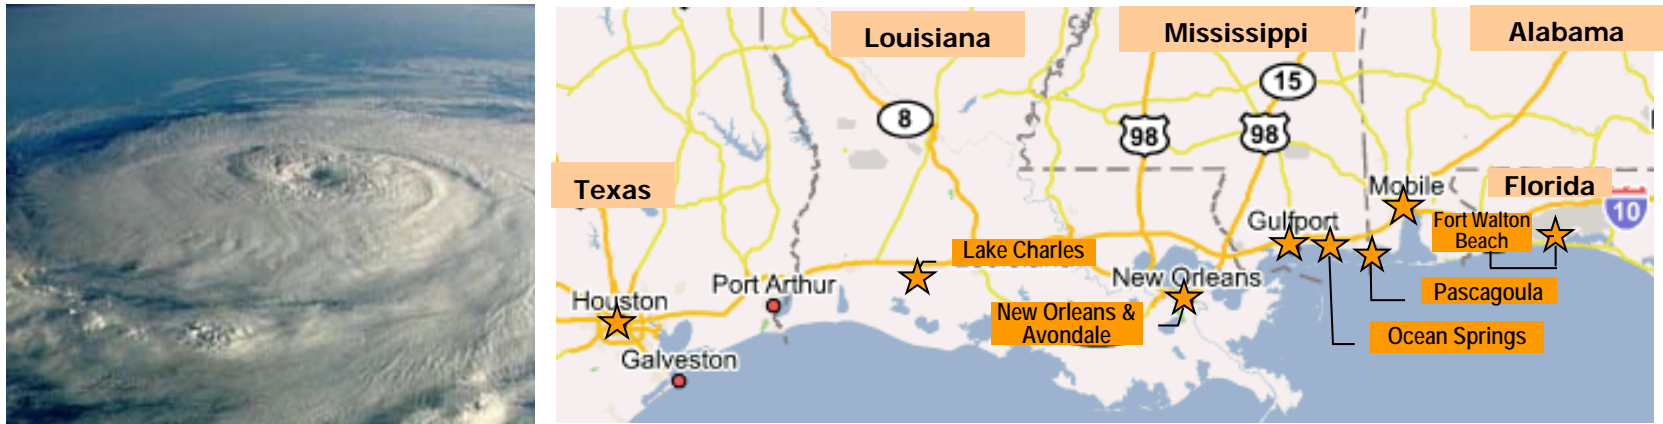 Louisiana
Mississippi
Alabama
15
8
98
98
Texas
Mobile
Florida
10
Gulfport
Fort Walton
Beach
Lake Charles
New Orleans
Port Arthur
Pascagoula
Houston
New Orleans &
Avondale
Ocean Springs
Galveston